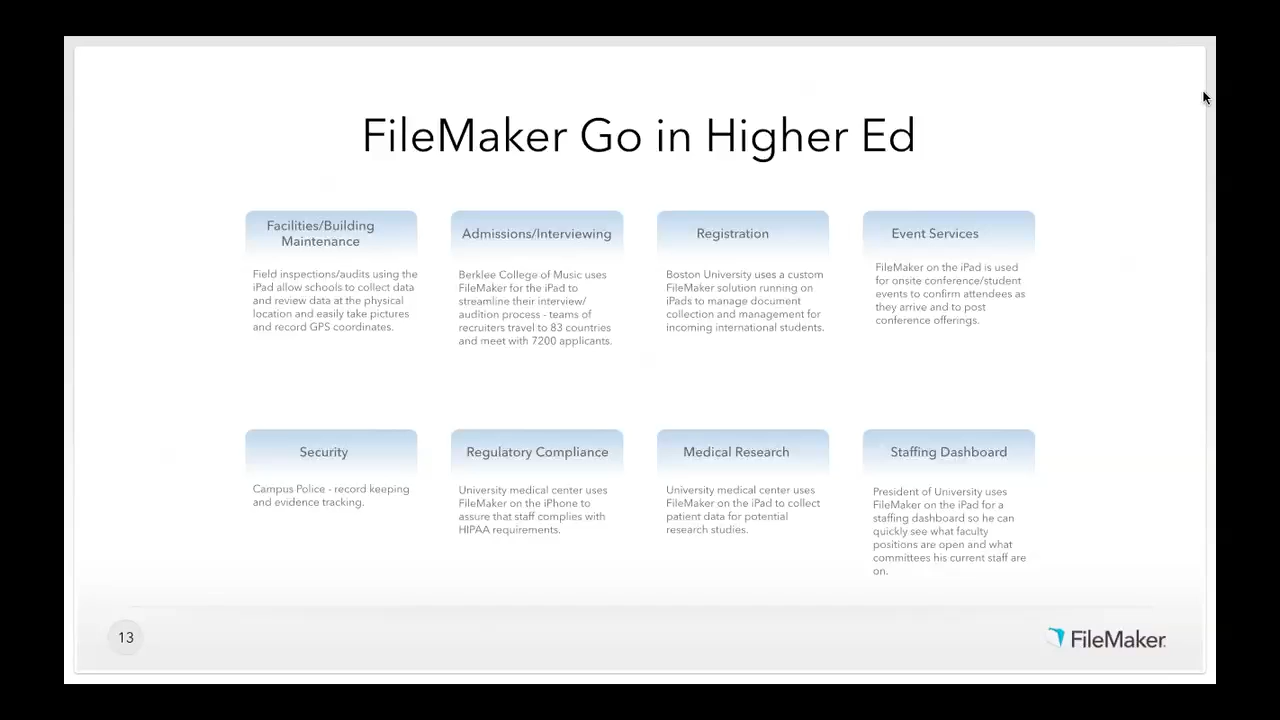 FileMaker Go in Higher Ed
Facilities/Building
Maintenance
Field inspections/audits using the
iPad allow schools to collect data
and review data at the physical
location and easily take pictures
and record GPS coordinates.
Admissions/Interviewing
Berklee College of Music uses
FileMaker for the iPad to
streamline their interview/
audition process - teams of
recruiters travel to 83 countries
and meet with 7200 applicants.
Registration
Boston University uses a custom
FileMaker solution running on
iPads to manage document
collection and management for
incoming international students.
Event Services
FileMaker on the iPad is used
for onsite conference/student
events to confirm attendees as
they arrive and to post
conference offerings.
Security
Campus Police - record keeping
and evidence tracking.
Regulatory Compliance
University medical center uses
FileMaker on the iPhone to
assure that staff complies with
HIPAA requirements.
Medical Research
University medical center uses
FileMaker on the iPad to collect
patient data for potential
research studies.
Staffing Dashboard
President of University uses
FileMaker on the iPad for a
staffing dashboard so he can
quickly see what faculty
positions are open and what
committees his current staff are
on.
13
FileMaker